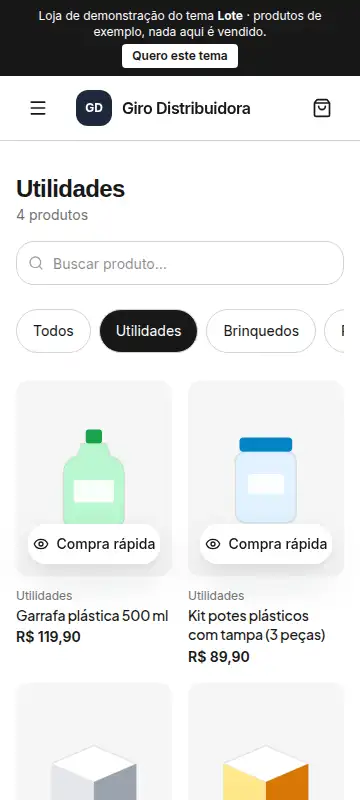 Loja de demonstração do tema Lote · produtos de
exemplo, nada aqui é vendido.
Quero este tema
GD
Giro Distribuidora
Utilidades
4 produtos
Buscar produto...
Todos
Utilidades
Brinquedos
Compra rápida
Compra rápida
Utilidades
Garrafa plástica 500 ml
R$ 119,90
Utilidades
Kit potes plásticos
com tampa (3 peças)
R$ 89,90